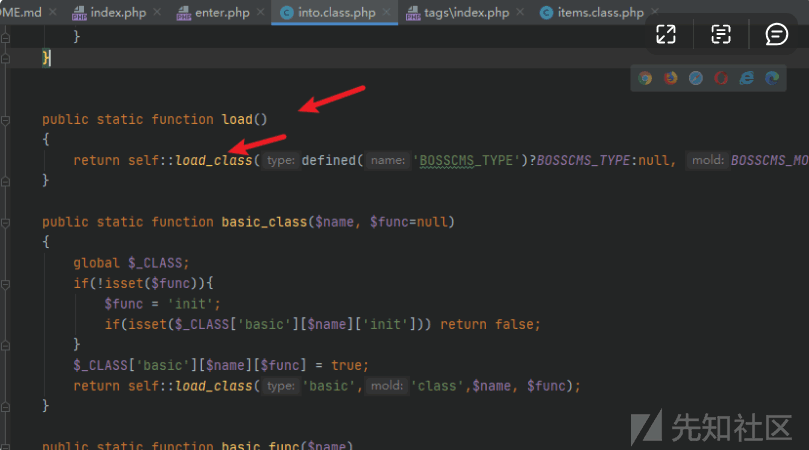 OME.md × index.php × enter.php × into.class.php × tags\index.php × items.class.php ×
}
}
public static function load()
{
return self::load_class( type: defined( name: 'BOSSCMS_TYPE')?BOSSCMS_TYPE:null, mold: BOSSCMS_MO
}
public static function basic_class($name, $func=null)
{
global $_CLASS;
if(!isset($func)){
$func = 'init';
if(isset($_CLASS['basic'][$name]['init'])) return false;
}
$_CLASS['basic'][$name][$func] = true;
return self::load_class( type: 'basic', mold: 'class',$name, $func);
}
public static function basic_func($name)
先知社区